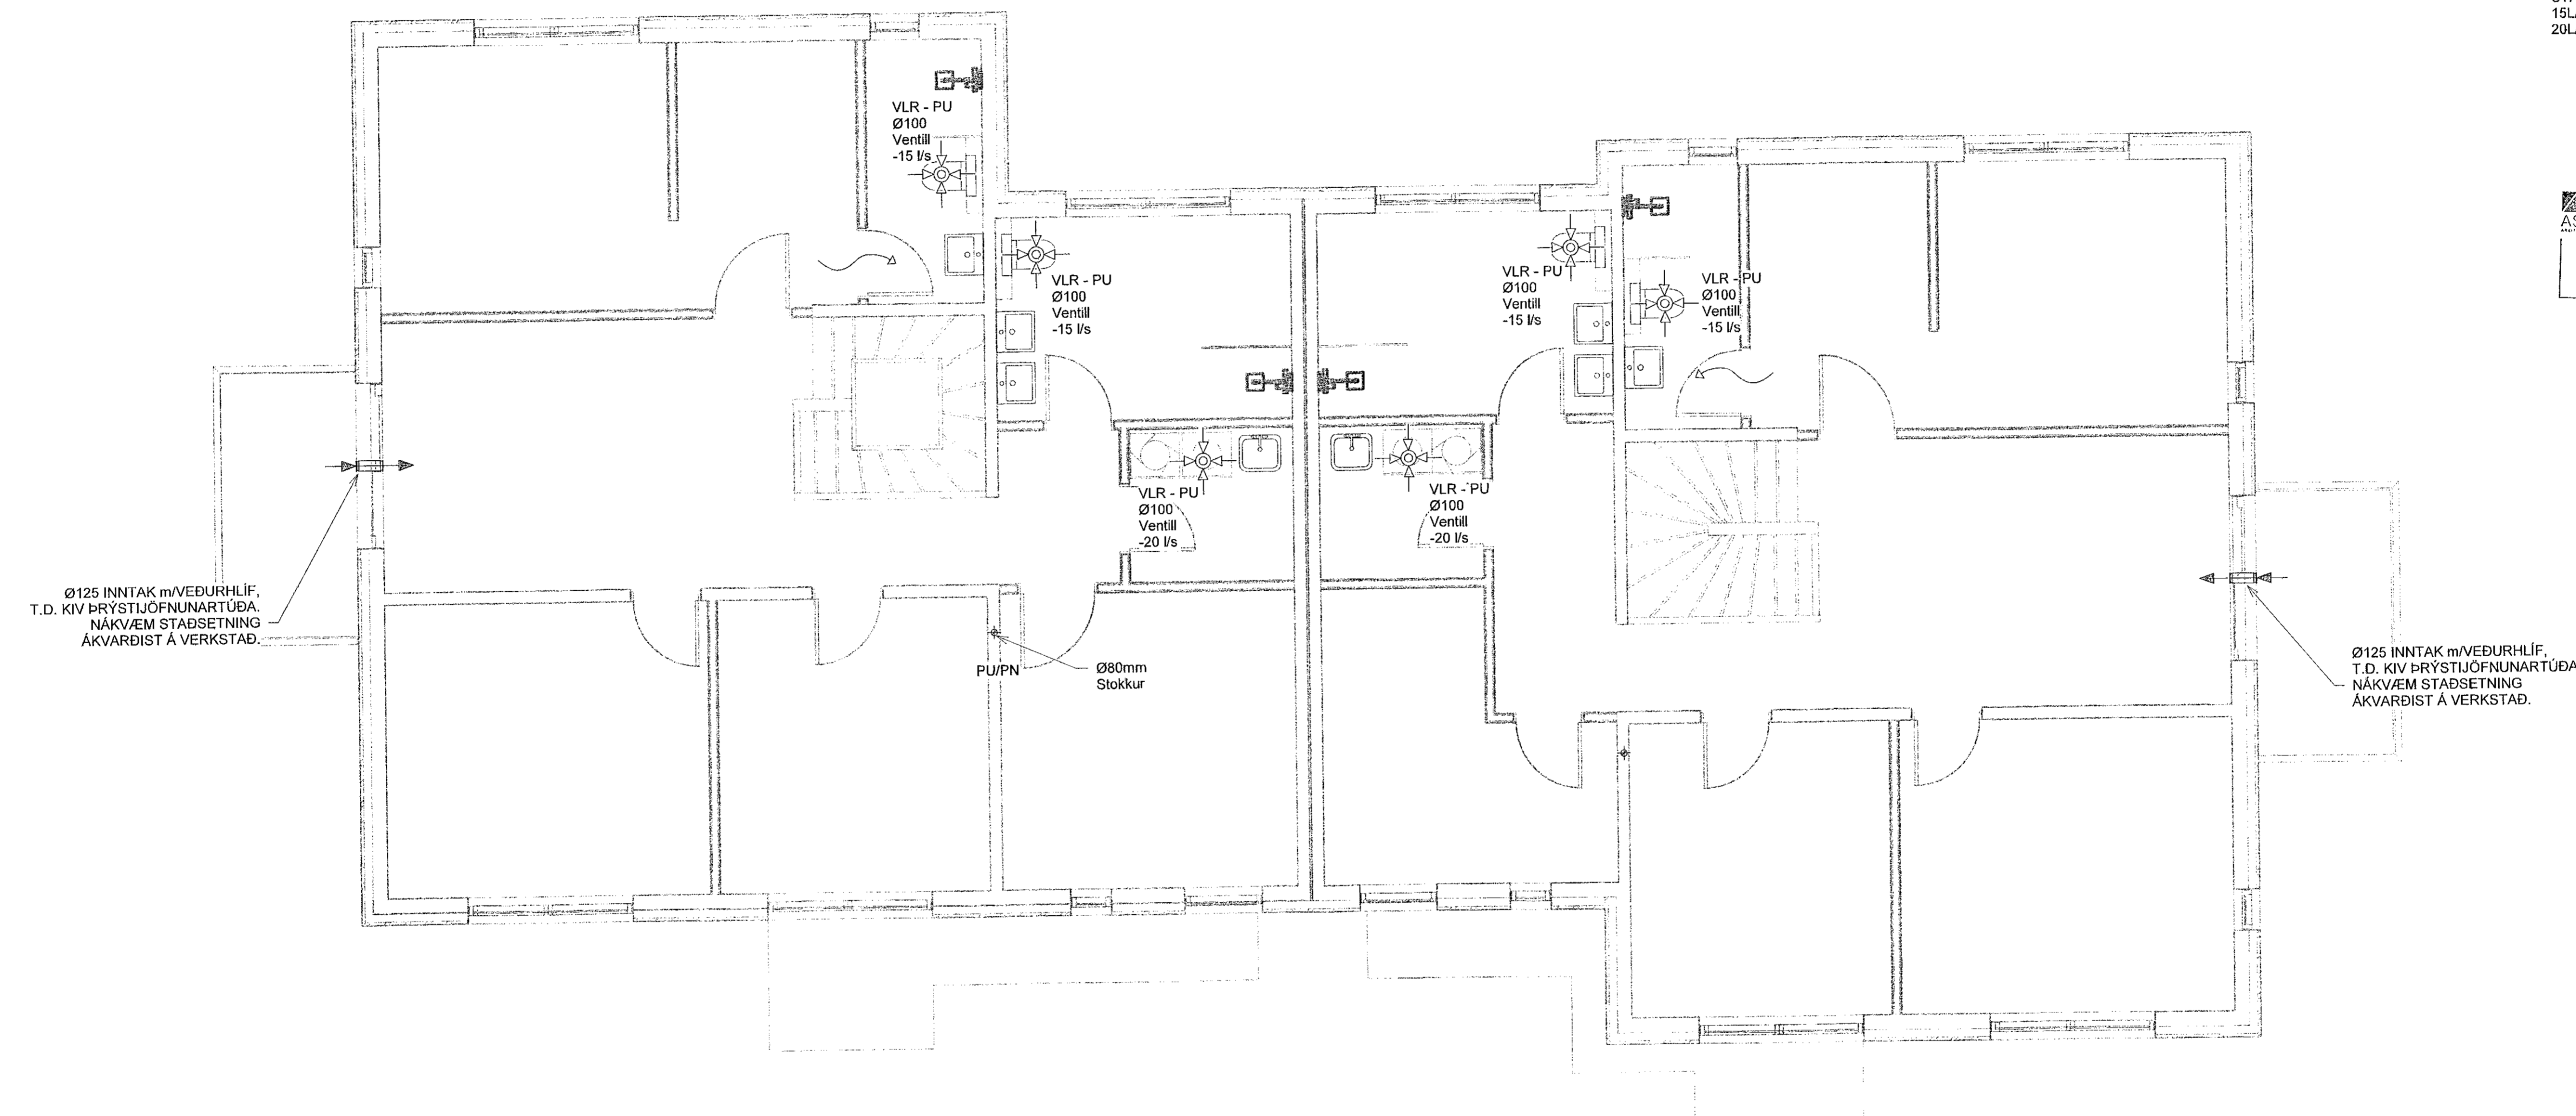 15L
20L
VLR - PU
Ø100
Ventill
-15 l/s
VLR - PU
Ø100
Ventill
-15 l/s
VLR - PU
Ø100
Ventill
-15 l/s
VLR - PU
Ø100
Ventill
-15 l/s
VLR - PU
Ø100
Ventill
-20 l/s
VLR - PU
Ø100
Ventill
-20 l/s
Ø125 INNTAK m/VEÐURHLÍF,
T.D. KIV ÞRÝSTIJÖFNUNARTÚÐA.
NÁKVÆM STAÐSETNING
ÁKVARÐIST Á VERKSTAÐ.
PU/PN
Ø80mm
Stokkur
Ø125 INNTAK m/VEÐURHLÍF,
T.D. KIV ÞRÝSTIJÖFNUNARTÚÐA
NÁKVÆM STAÐSETNING
ÁKVARÐIST Á VERKSTAÐ.